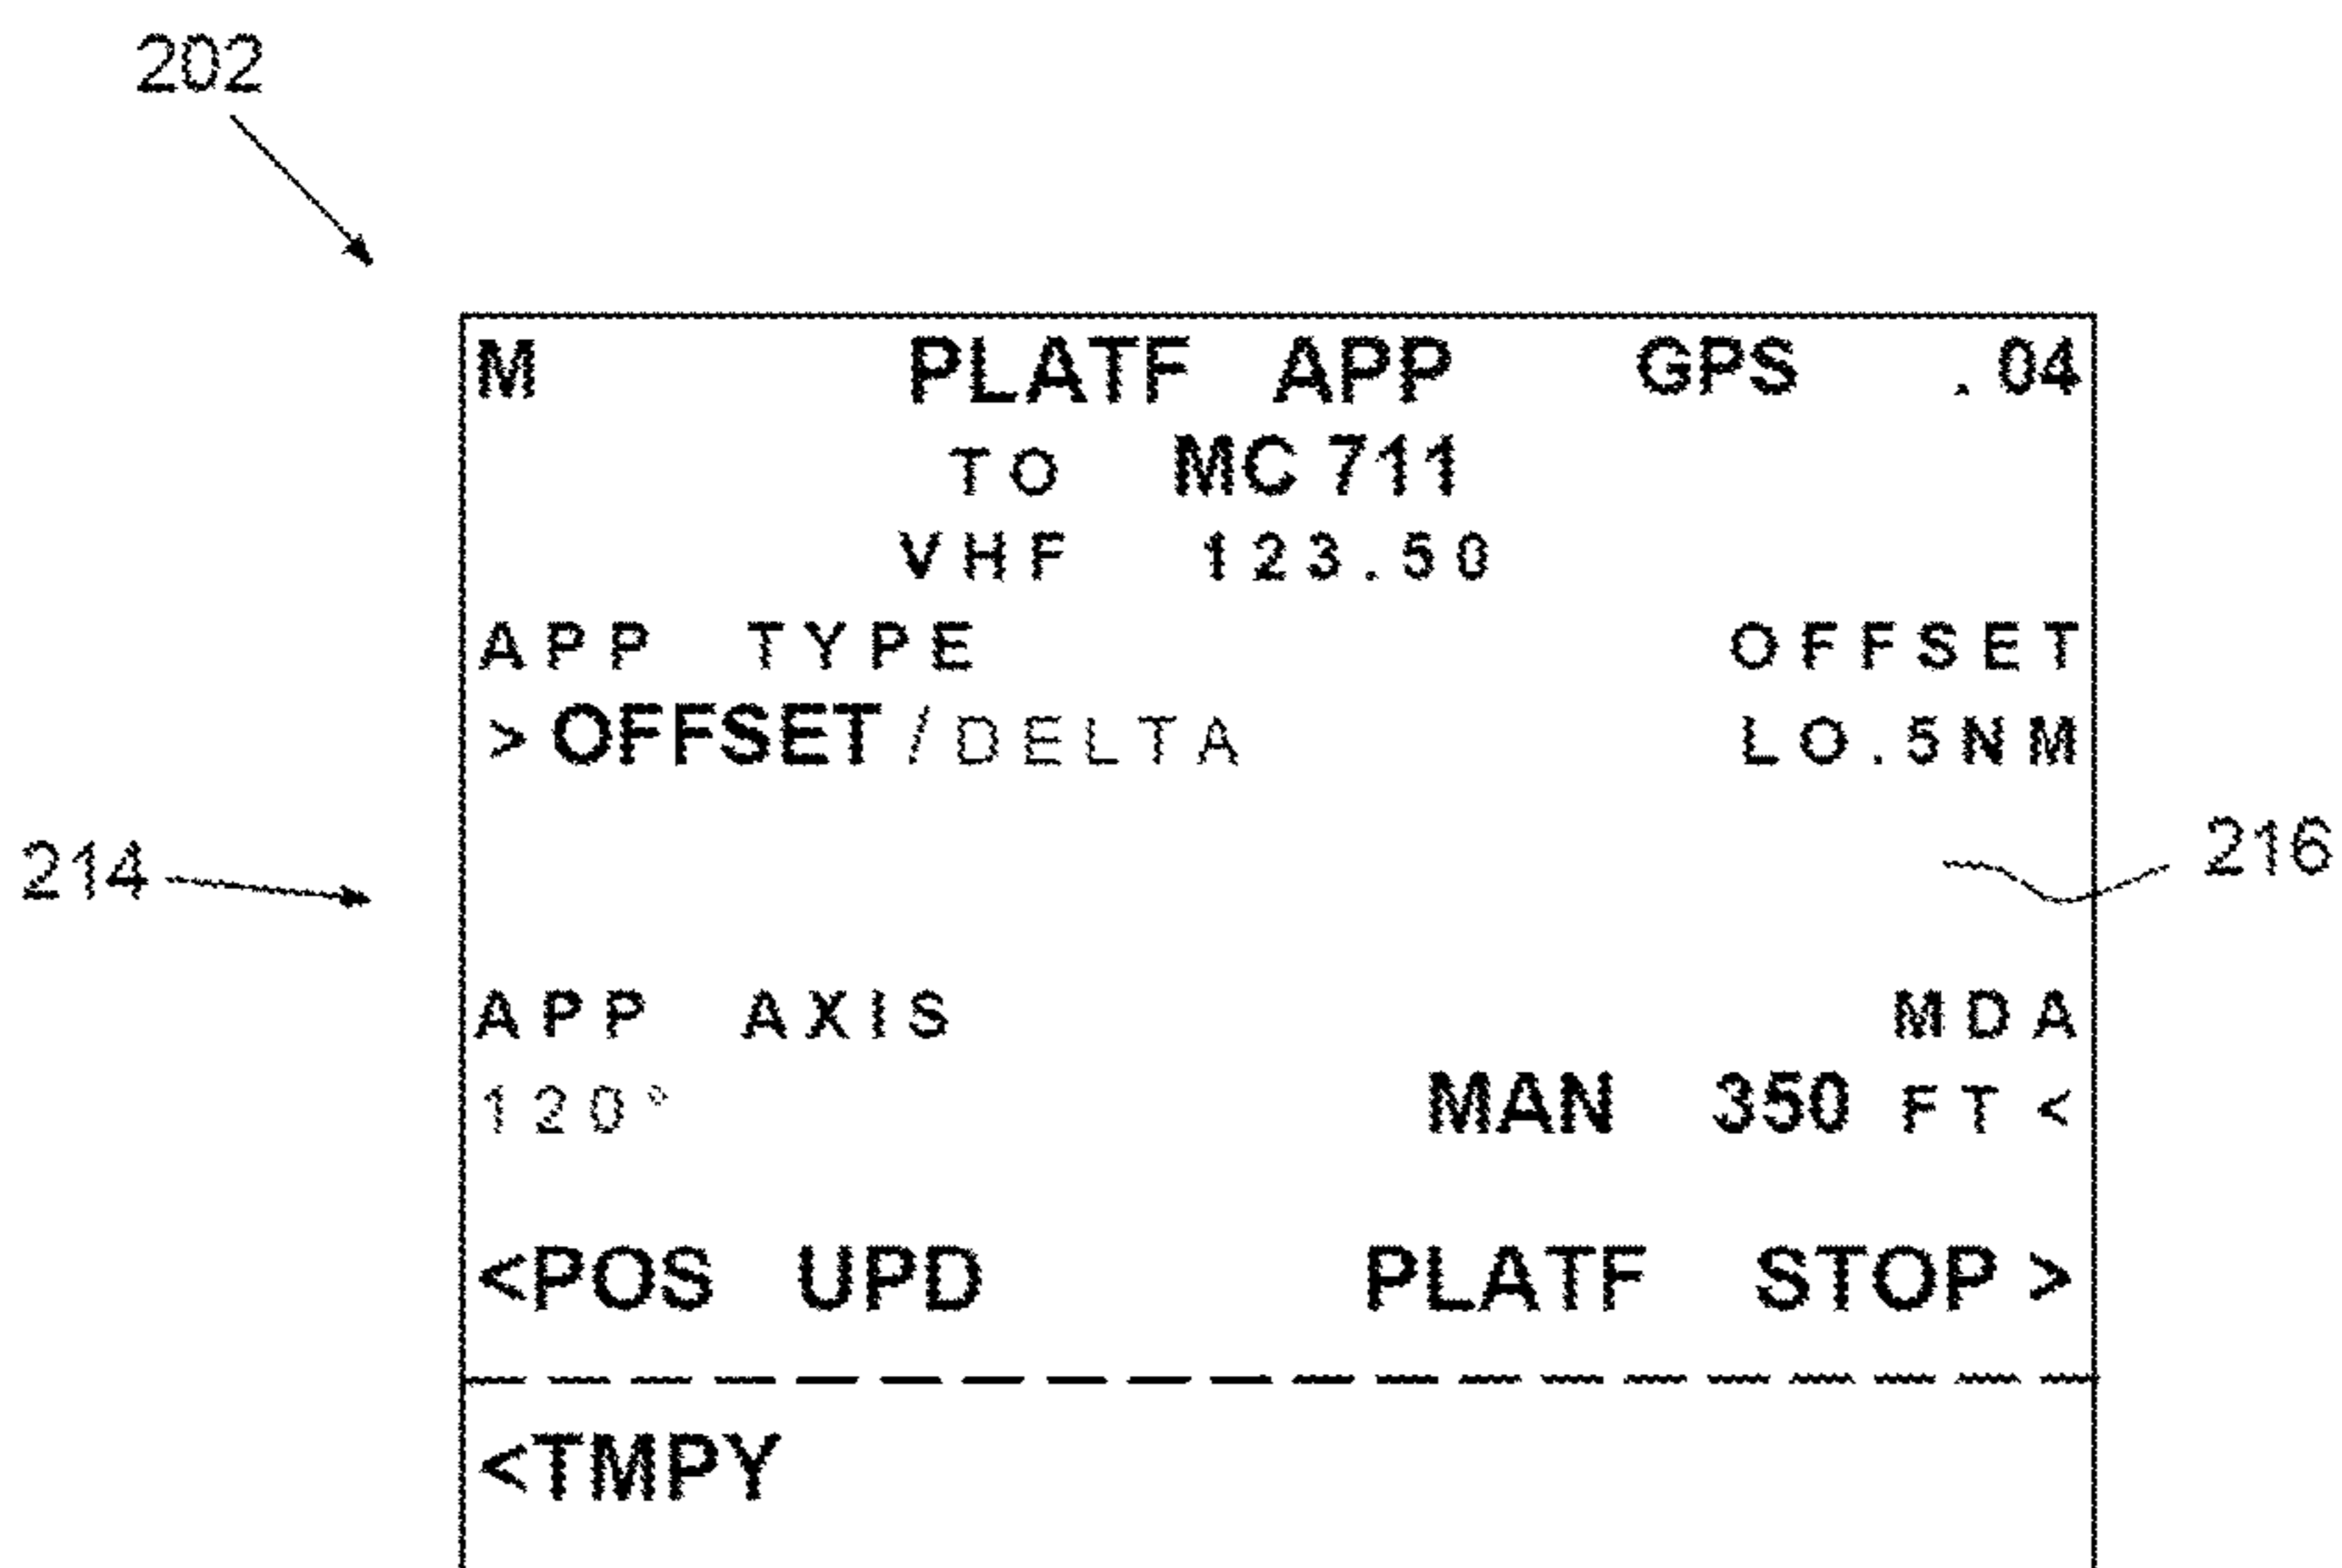 202
M PLATF APP GPS .04
TO MC711
VHF 123.50
APP TYPE OFFSET
>OFFSET/DELTA LO.5NM
214
216
APP AXIS MDA
120° MAN 350 FT<
<POS UPD PLATF STOP>
<TMPY